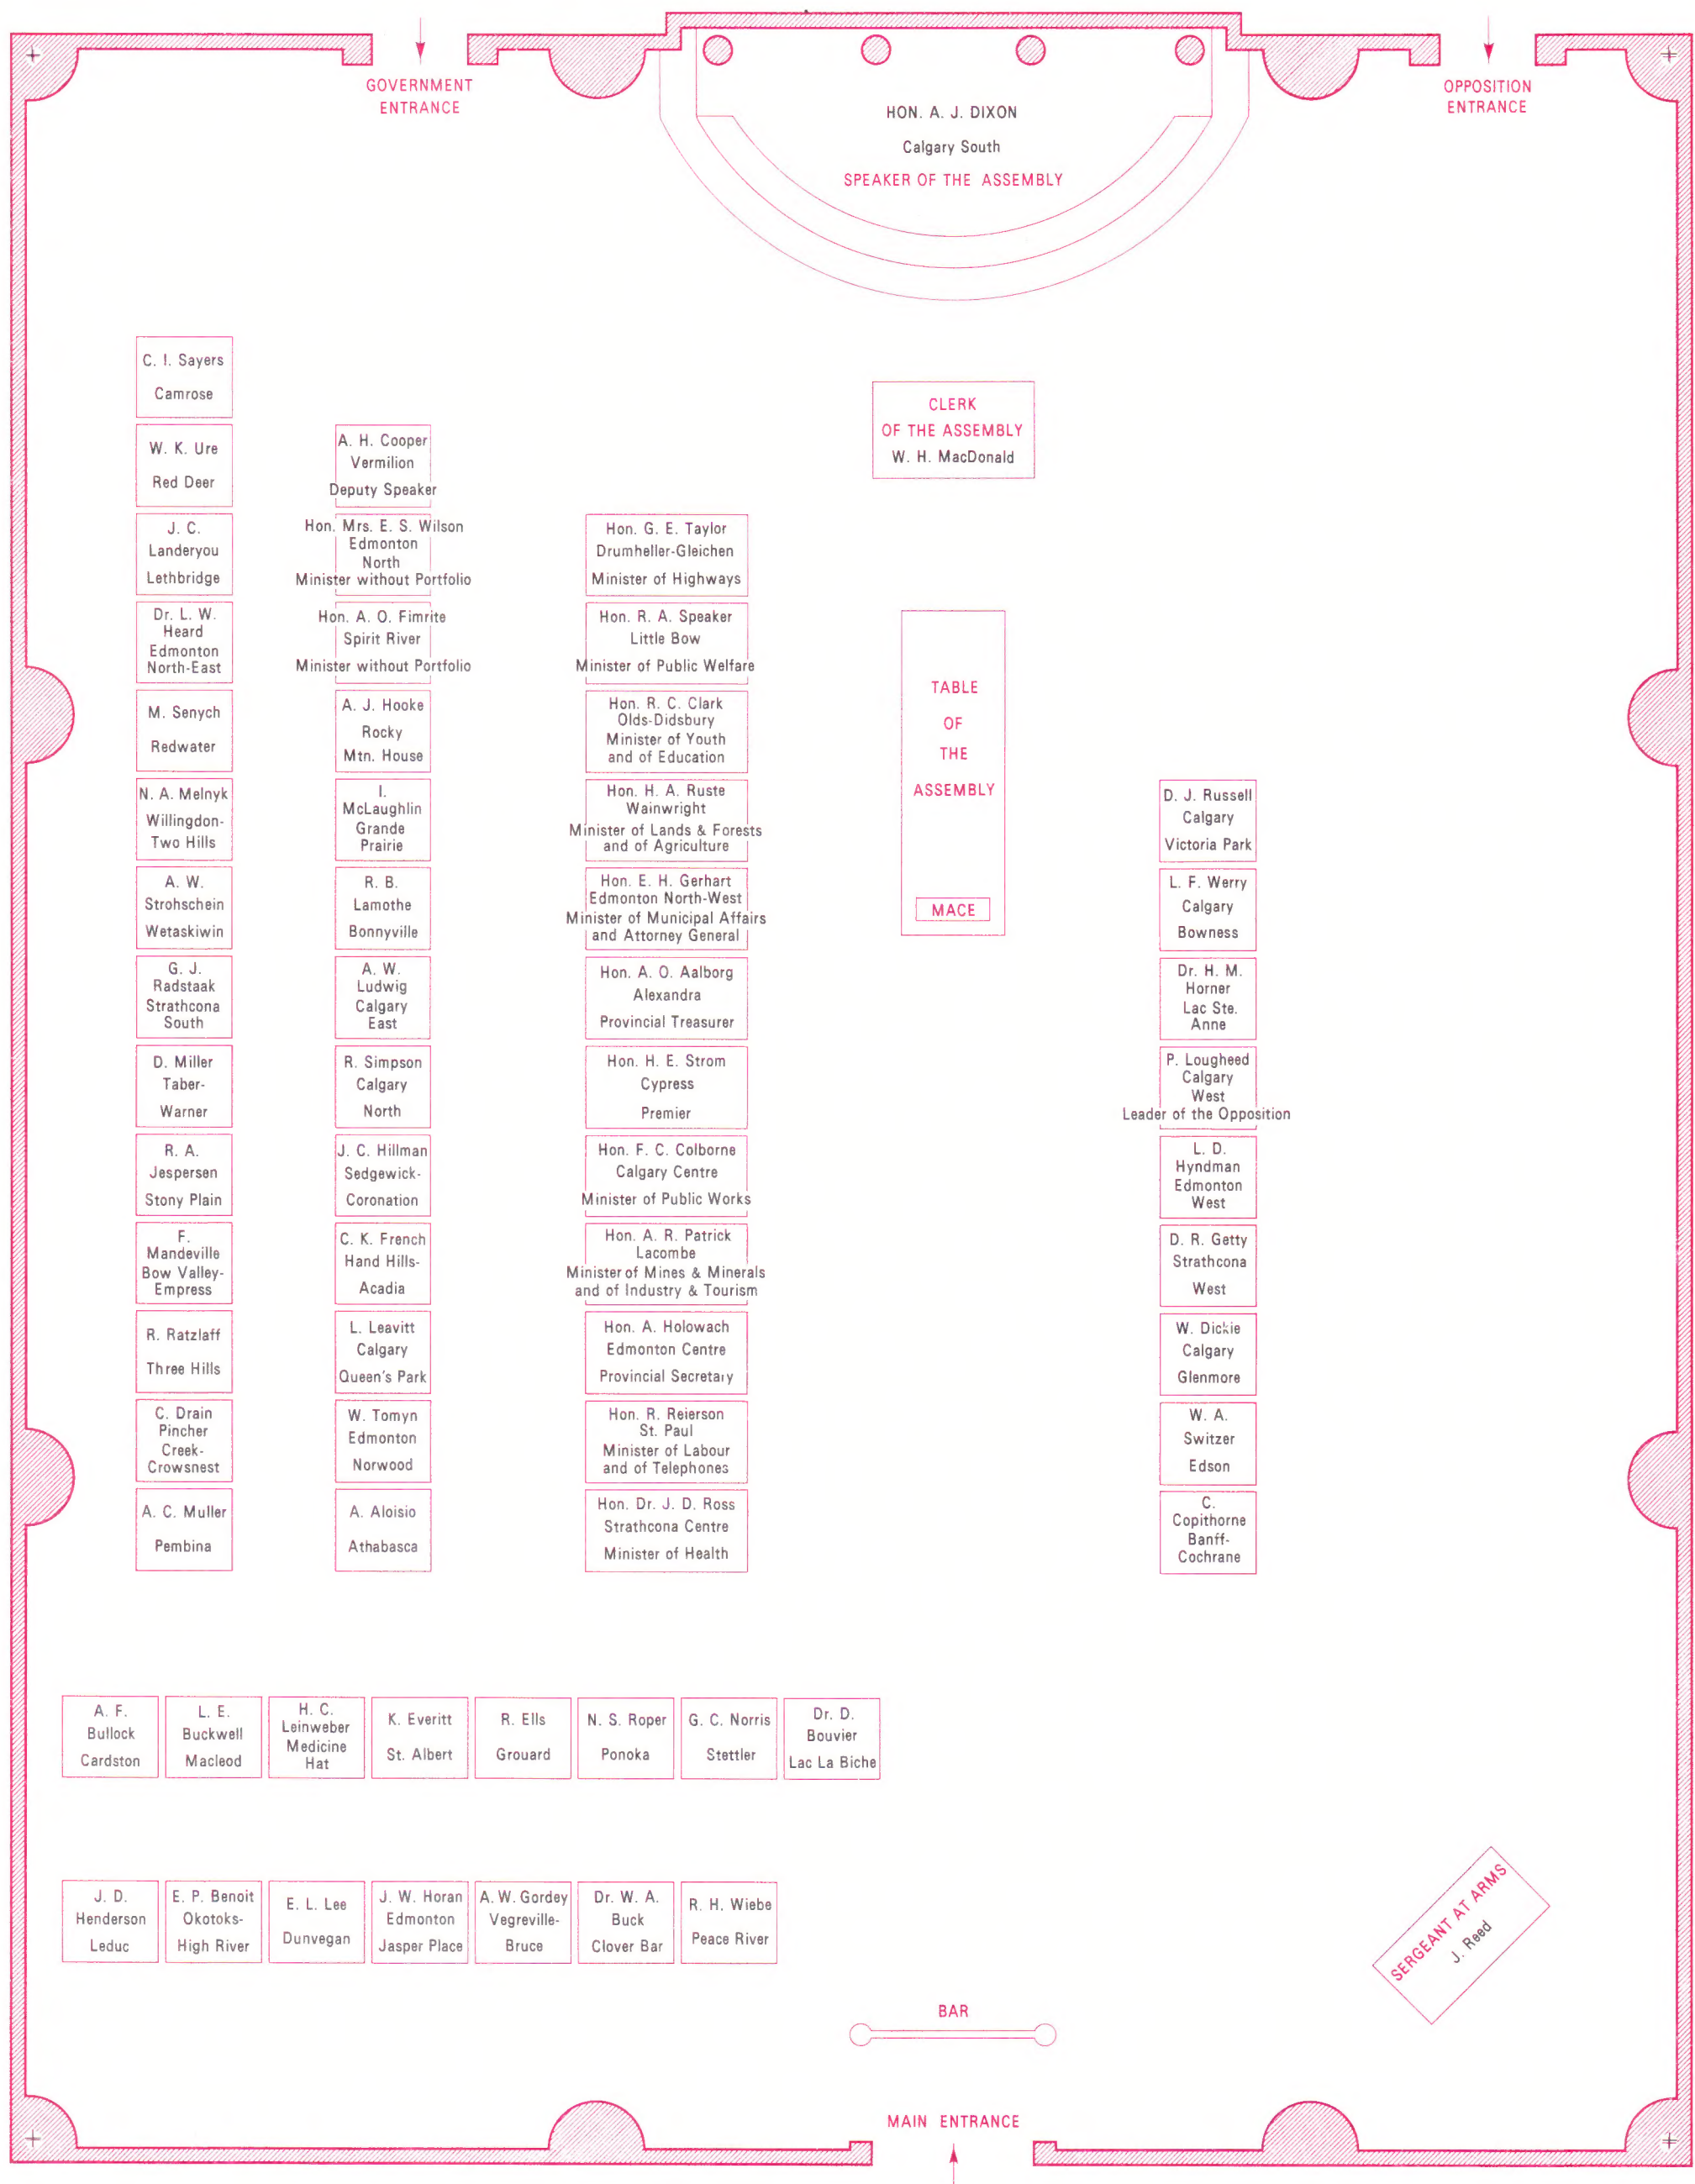 GOVERNMENT
ENTRANCE
OPPOSITION
ENTRANCE
HON. A. J. DIXON
Calgary South
SPEAKER OF THE ASSEMBLY
CLERK
OF THE ASSEMBLY
W. H. MacDonald
C. I. Sayers
Camrose
W. K. Ure
Red Deer
J. C.
Landeryou
Lethbridge
Dr. L. W.
Heard
Edmonton
North-East
M. Senych
Redwater
N. A. Melnyk
Willingdon-
Two Hills
A. W.
Strohschein
Wetaskiwin
G. J.
Radstaak
Strathcona
South
D. Miller
Taber-
Warner
R. A.
Jespersen
Stony Plain
F.
Mandeville
Bow Valley-
Empress
R. Ratzlaff
Three Hills
C. Drain
Pincher
Creek-
Crowsnest
A. C. Muller
Pembina
A. H. Cooper
Vermilion
Deputy Speaker
Hon. Mrs. E. S. Wilson
Edmonton
North
Minister without Portfolio
Hon. A. O. Fimrite
Spirit River
Minister without Portfolio
A. J. Hooke
Rocky
Mtn. House
I.
McLaughlin
Grande
Prairie
R. B.
Lamothe
Bonnyville
A. W.
Ludwig
Calgary
East
R. Simpson
Calgary
North
J. C. Hillman
Sedgewick-
Coronation
C. K. French
Hand Hills-
Acadia
L. Leavitt
Calgary
Queen's Park
W. Tomyn
Edmonton
Norwood
A. Aloisio
Athabasca
Hon. G. E. Taylor
Drumheller-Gleichen
Minister of Highways
Hon. R. A. Speaker
Little Bow
Minister of Public Welfare
Hon. R. C. Clark
Olds-Didsbury
Minister of Youth
and of Education
Hon. H. A. Ruste
Wainwright
Minister of Lands & Forests
and of Agriculture
Hon. E. H. Gerhart
Edmonton North-West
Minister of Municipal Affairs
and Attorney General
Hon. A. O. Aalborg
Alexandra
Provincial Treasurer
Hon. H. E. Strom
Cypress
Premier
Hon. F. C. Colborne
Calgary Centre
Minister of Public Works
Hon. A. R. Patrick
Lacombe
Minister of Mines & Minerals
and of Industry & Tourism
Hon. A. Holowach
Edmonton Centre
Provincial Secretary
Hon. R. Reierson
St. Paul
Minister of Labour
and of Telephones
Hon. Dr. J. D. Ross
Strathcona Centre
Minister of Health
TABLE
OF
THE
ASSEMBLY
MACE
D. J. Russell
Calgary
Victoria Park
L. F. Werry
Calgary
Bowness
Dr. H. M.
Horner
Lac Ste.
Anne
P. Lougheed
Calgary
West
Leader of the Opposition
L. D.
Hyndman
Edmonton
West
D. R. Getty
Strathcona
West
W. Dickie
Calgary
Glenmore
W. A.
Switzer
Edson
C.
Copithorne
Banff-
Cochrane
A. F.
Bullock
Cardston
L. E.
Buckwell
Macleod
H. C.
Leinweber
Medicine
Hat
K. Everitt
St. Albert
R. Ells
Grouard
N. S. Roper
Ponoka
G. C. Norris
Stettler
Dr. D.
Bouvier
Lac La Biche
J. D.
Henderson
Leduc
E. P. Benoit
Okotoks-
High River
E. L. Lee
Dunvegan
J. W. Horan
Edmonton
Jasper Place
A. W. Gordey
Vegreville-
Bruce
Dr. W. A.
Buck
Clover Bar
R. H. Wiebe
Peace River
SERGEANT AT ARMS
J. Reed
BAR
MAIN ENTRANCE